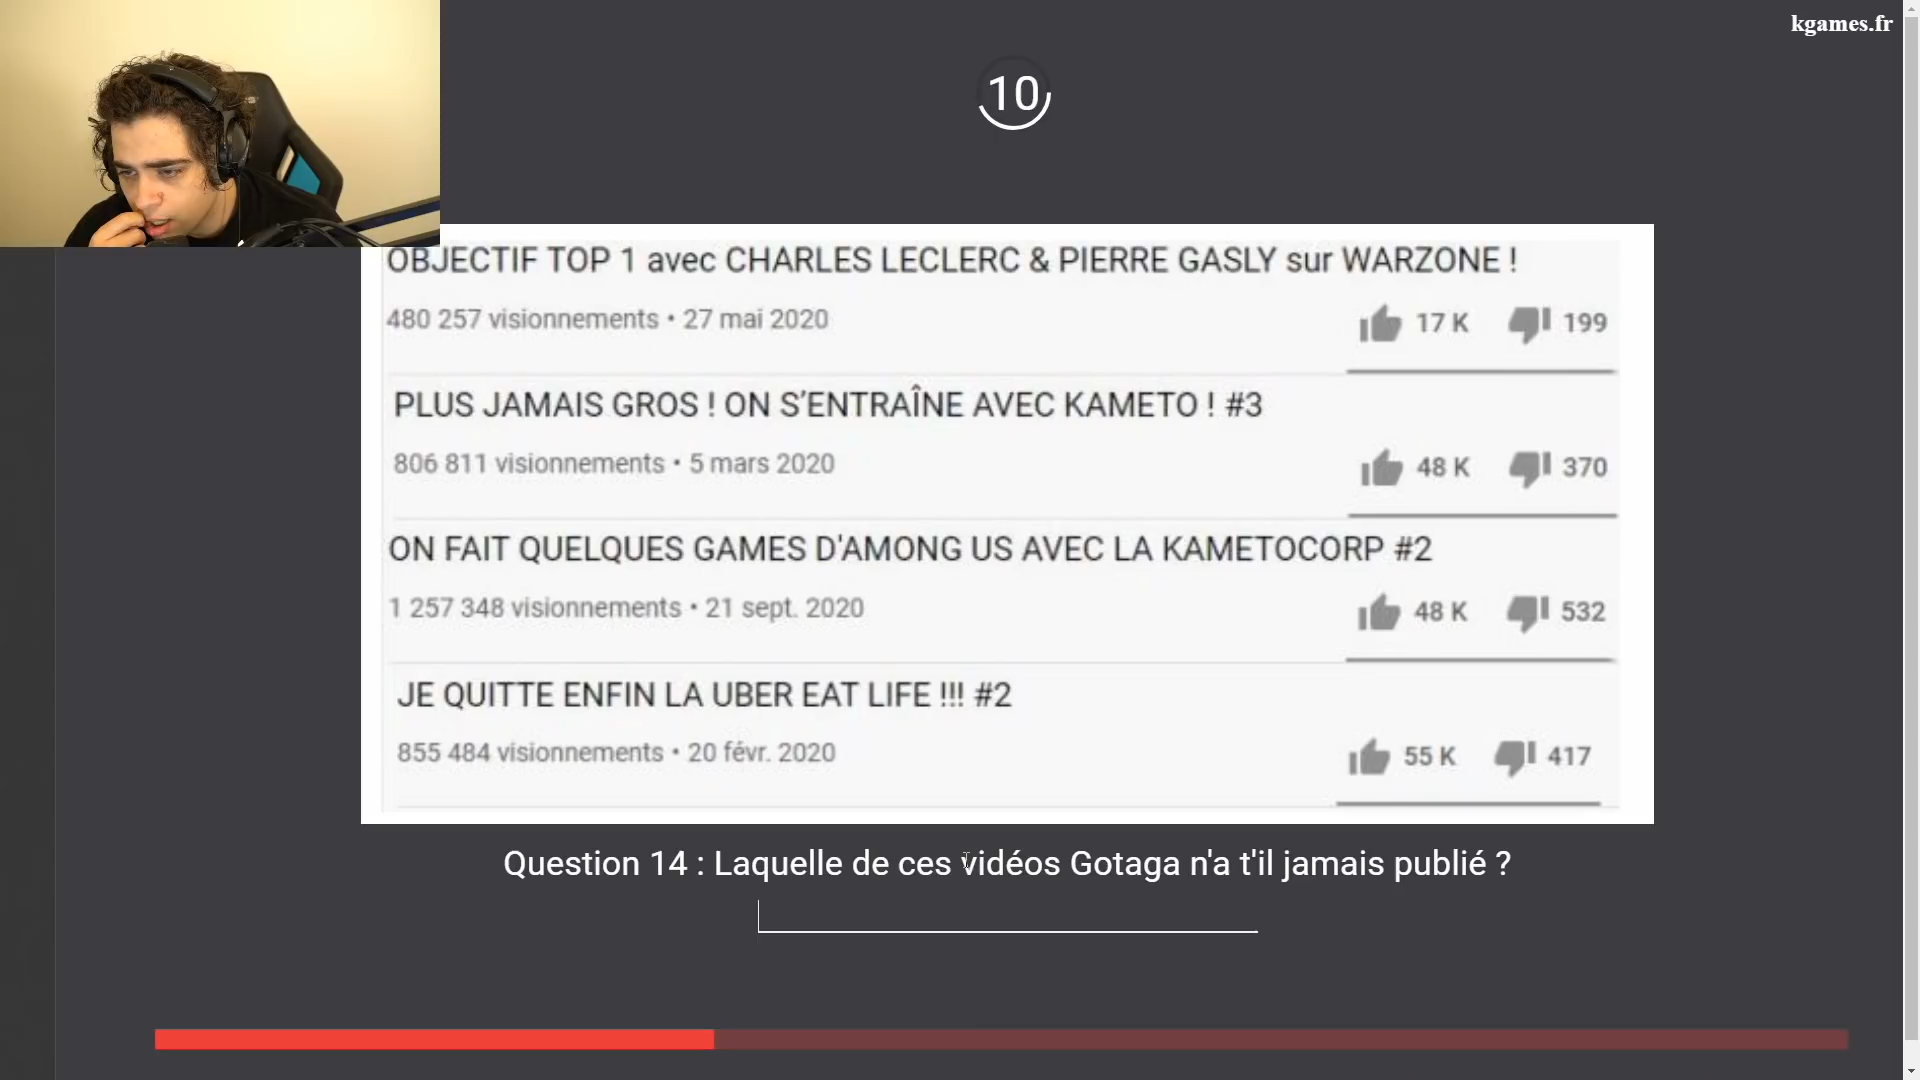 kgames.fr
10
OBJECTIF TOP 1 avec CHARLES LECLERC & PIERRE GASLY sur WARZONE !
480 257 visionnements • 27 mai 2020 17 K 199
PLUS JAMAIS GROS ! ON S’ENTRAÎNE AVEC KAMETO ! #3
806 811 visionnements • 5 mars 2020 48 K 370
ON FAIT QUELQUES GAMES D'AMONG US AVEC LA KAMETOCORP #2
1 257 348 visionnements • 21 sept. 2020 48 K 532
JE QUITTE ENFIN LA UBER EAT LIFE !!! #2
855 484 visionnements • 20 févr. 2020 55 K 417
Question 14 : Laquelle de ces vidéos Gotaga n'a t'il jamais publié ?